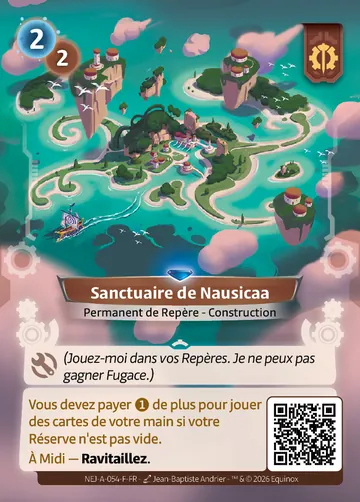 2
2
Sanctuaire de Nausicaa
Permanent de Repère - Construction
(Jouez-moi dans vos Repères. Je ne peux pas
gagner Fugace.)
Vous devez payer 1 de plus pour jouer
des cartes de votre main si votre
Réserve n'est pas vide.
À Midi — Ravitaillez.
NEJ-A-054-F-FR - Jean-Baptiste Andrier - ™ & © 2026 Equinox